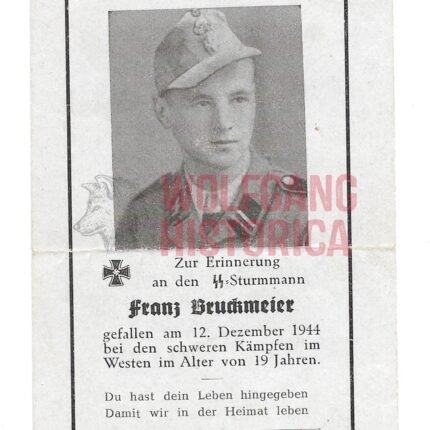 WOLFGANG
HISTORICA
Zur Erinnerung
an den ᛋᛋ-Sturmmann
Franz Bruckmeier
gefallen am 12. Dezember 1944
bei den schweren Kämpfen im
Westen im Alter von 19 Jahren.
Du hast dein Leben hingegeben
Damit wir in der Heimat leben